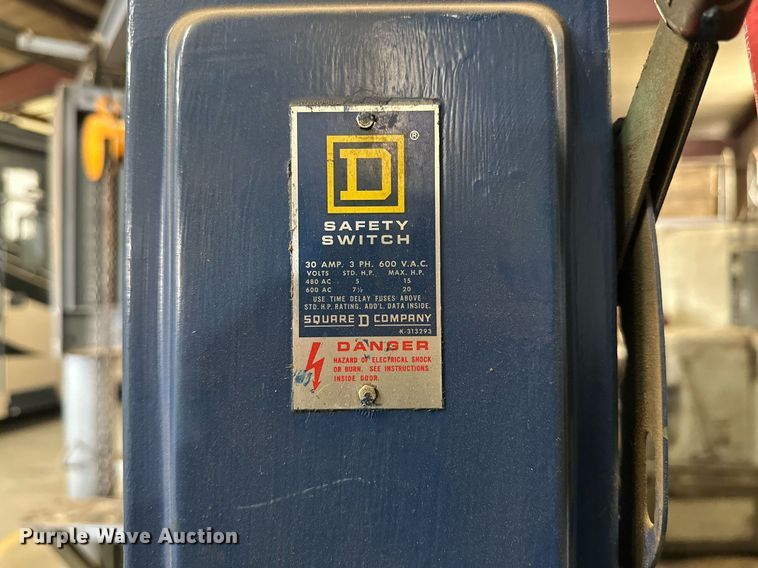 D ®
SAFETY
SWITCH
30 AMP. 3 PH. 600 V.A.C.
VOLTS STD. H.P. MAX. H.P.
480 AC 5 15
600 AC 7½ 20
USE TIME DELAY FUSES ABOVE
STD. H.P. RATING. ADD'L. DATA INSIDE.
SQUARE D COMPANY
K-313293
DANGER
HAZARD OF ELECTRICAL SHOCK
OR BURN. SEE INSTRUCTIONS
INSIDE DOOR.
Purple Wave Auction